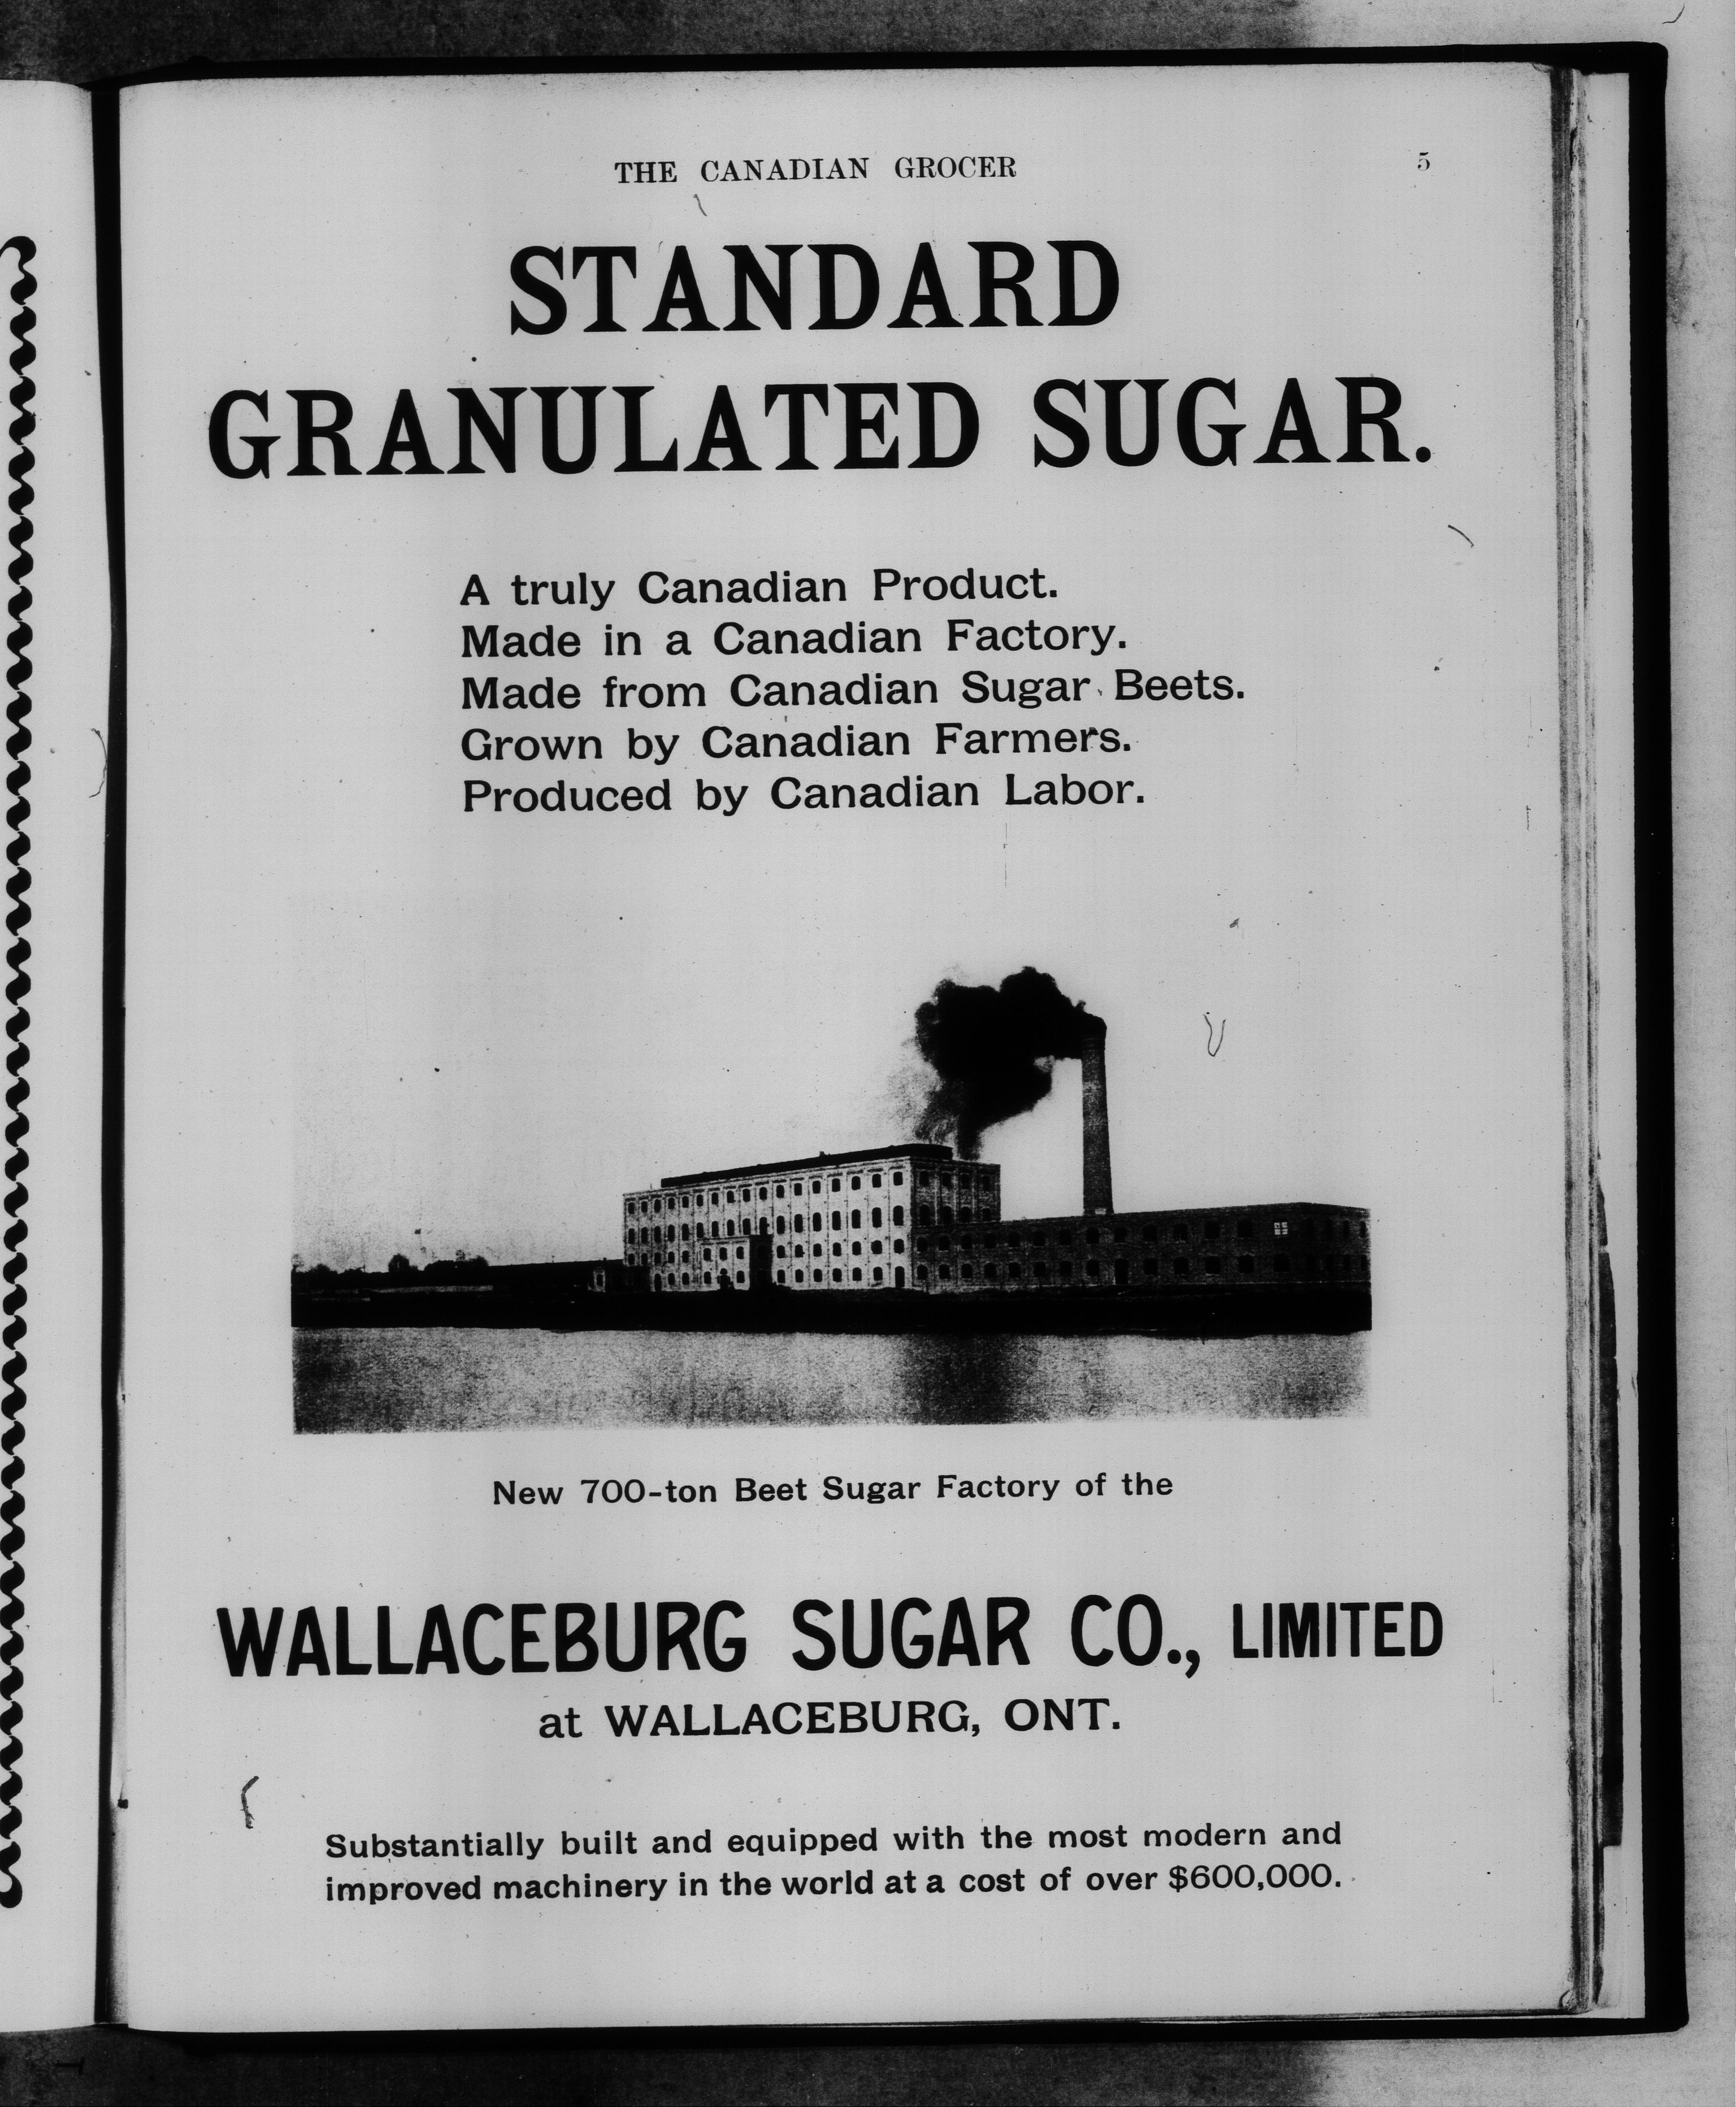 THE CANADIAN GROCER 5
STANDARD
GRANULATED SUGAR.
A truly Canadian Product.
Made in a Canadian Factory.
Made from Canadian Sugar Beets.
Grown by Canadian Farmers.
Produced by Canadian Labor.
New 700-ton Beet Sugar Factory of the
WALLACEBURG SUGAR CO., LIMITED
at WALLACEBURG, ONT.
Substantially built and equipped with the most modern and
improved machinery in the world at a cost of over $600,000.